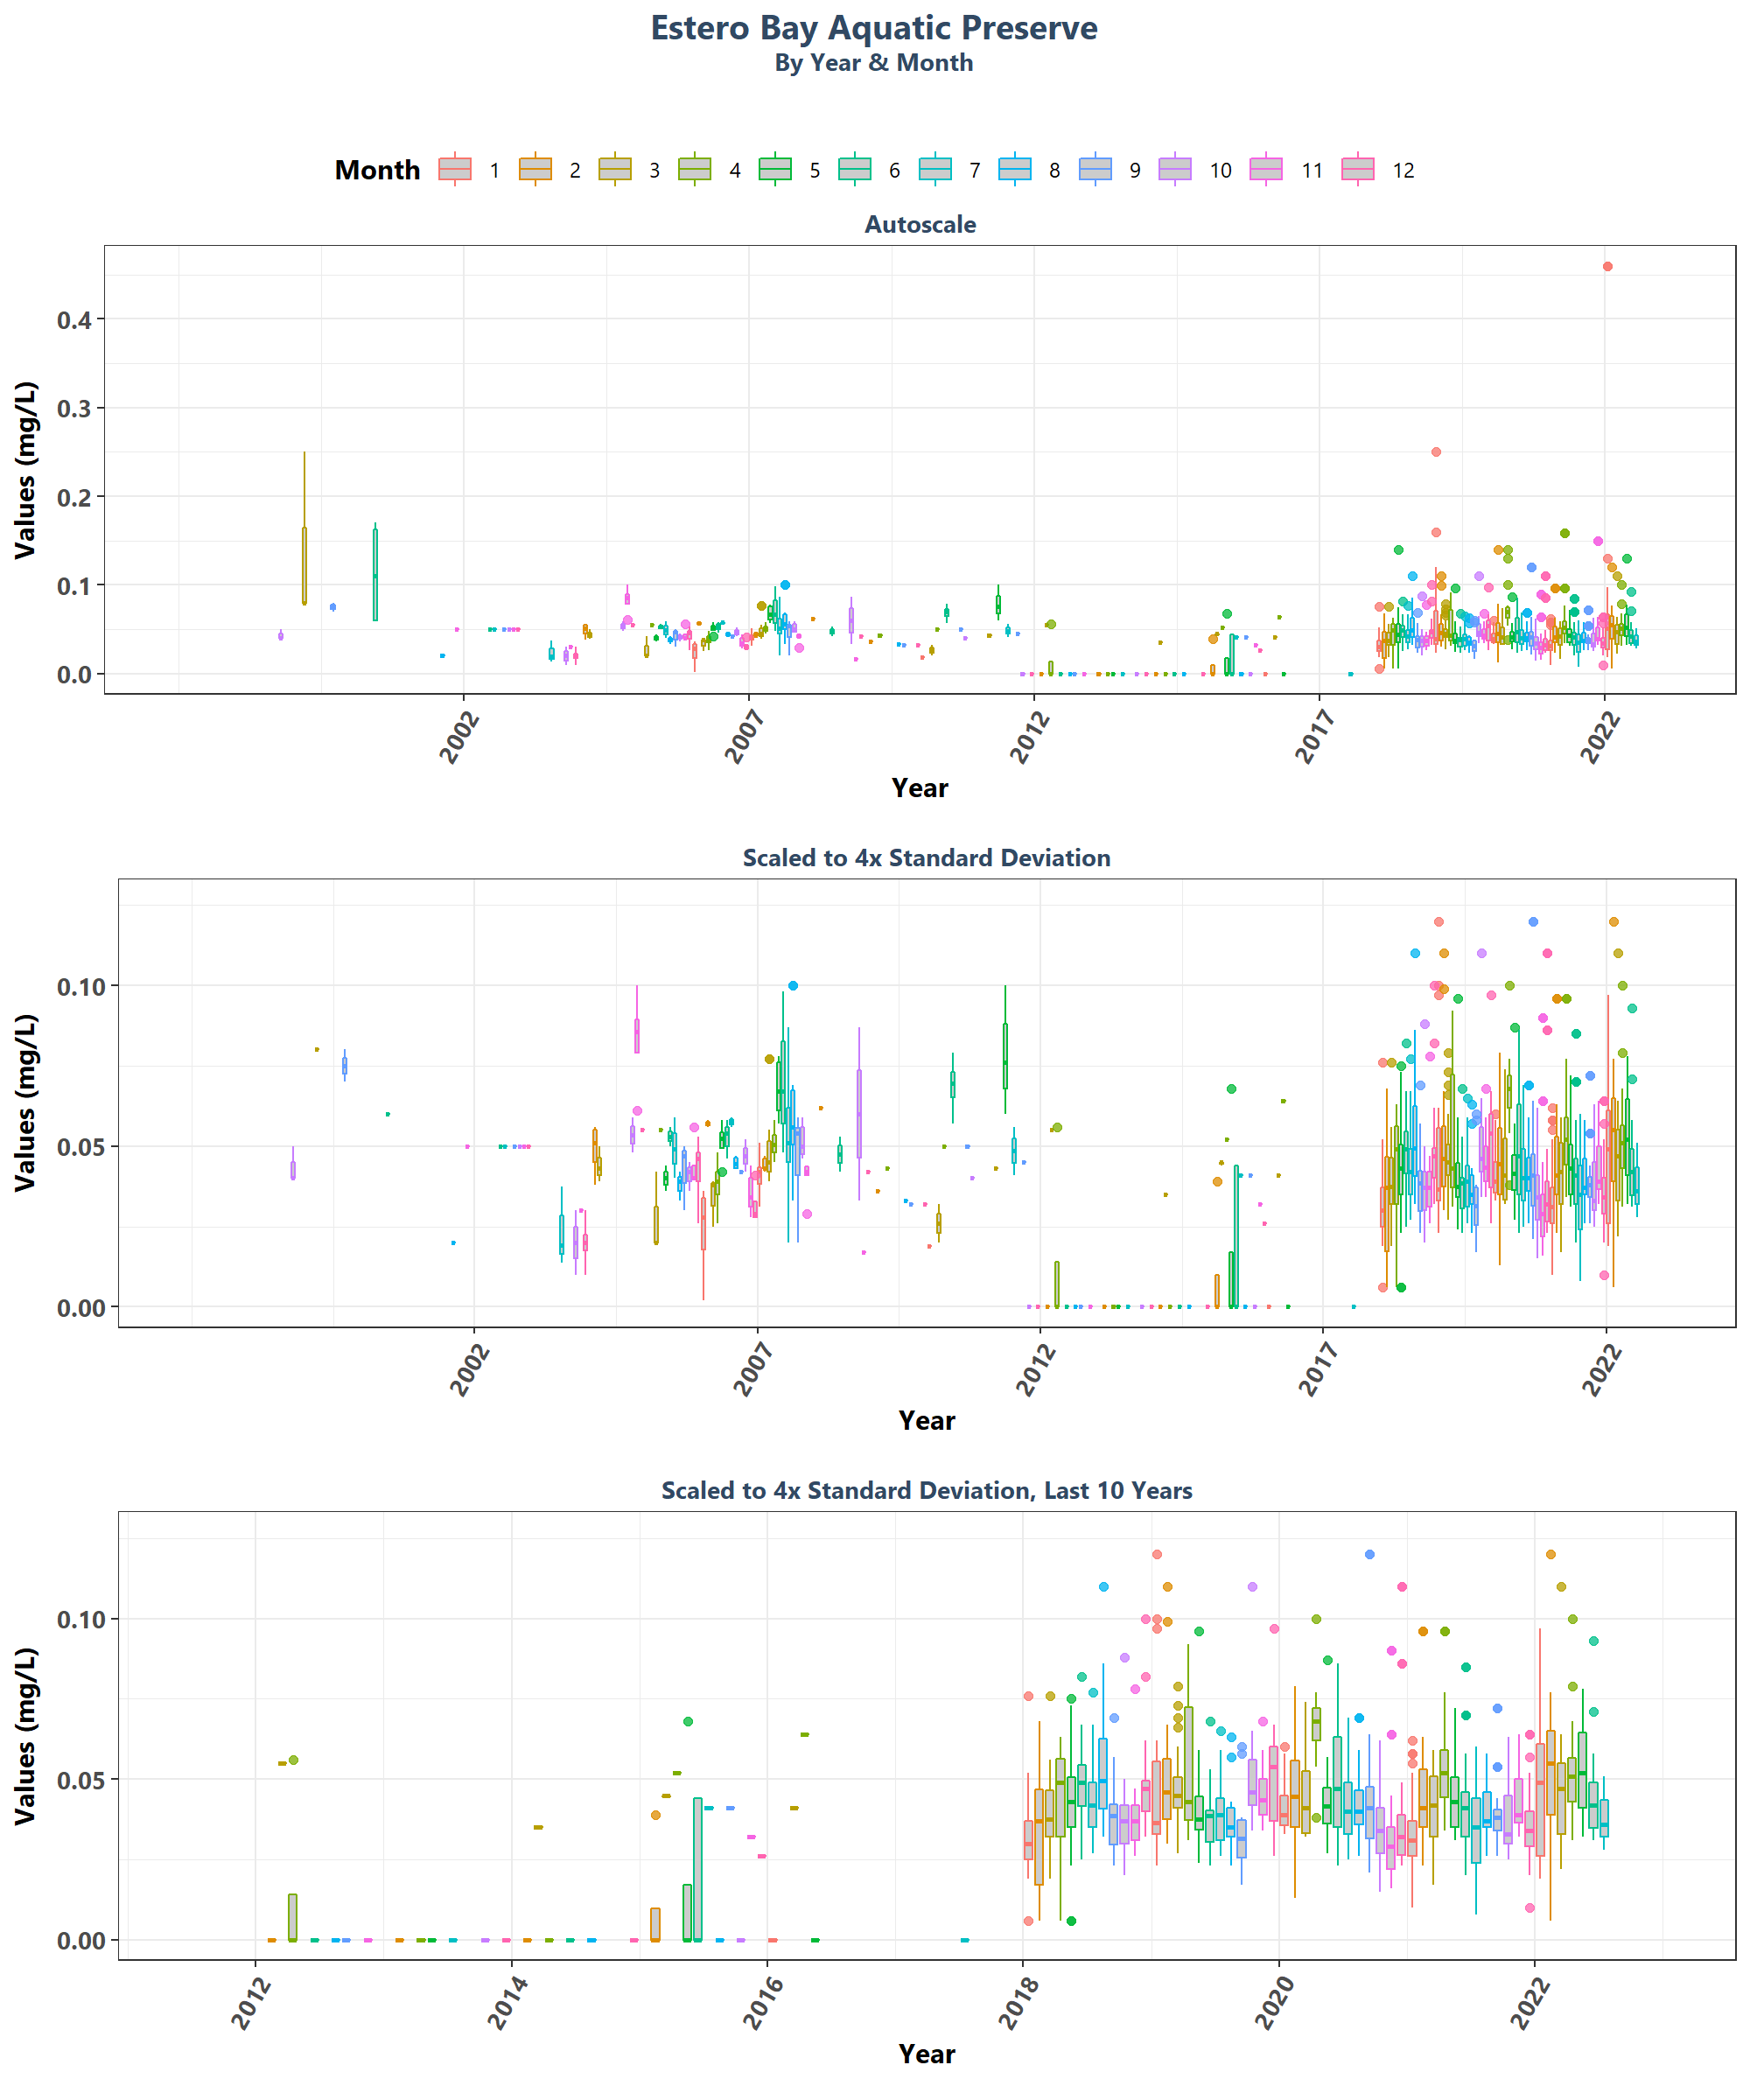 Estero Bay Aquatic Preserve
By Year & Month
Month 1 2 3 4 5 6 7 8 9 10 11 12
Autoscale
Values (mg/L)
0.4
0.3
0.2
0.1
0.0
2002 2007 2012 2017 2022
Year
Scaled to 4x Standard Deviation
Values (mg/L)
0.10
0.05
0.00
2002 2007 2012 2017 2022
Year
Scaled to 4x Standard Deviation, Last 10 Years
Values (mg/L)
0.10
0.05
0.00
2012 2014 2016 2018 2020 2022
Year